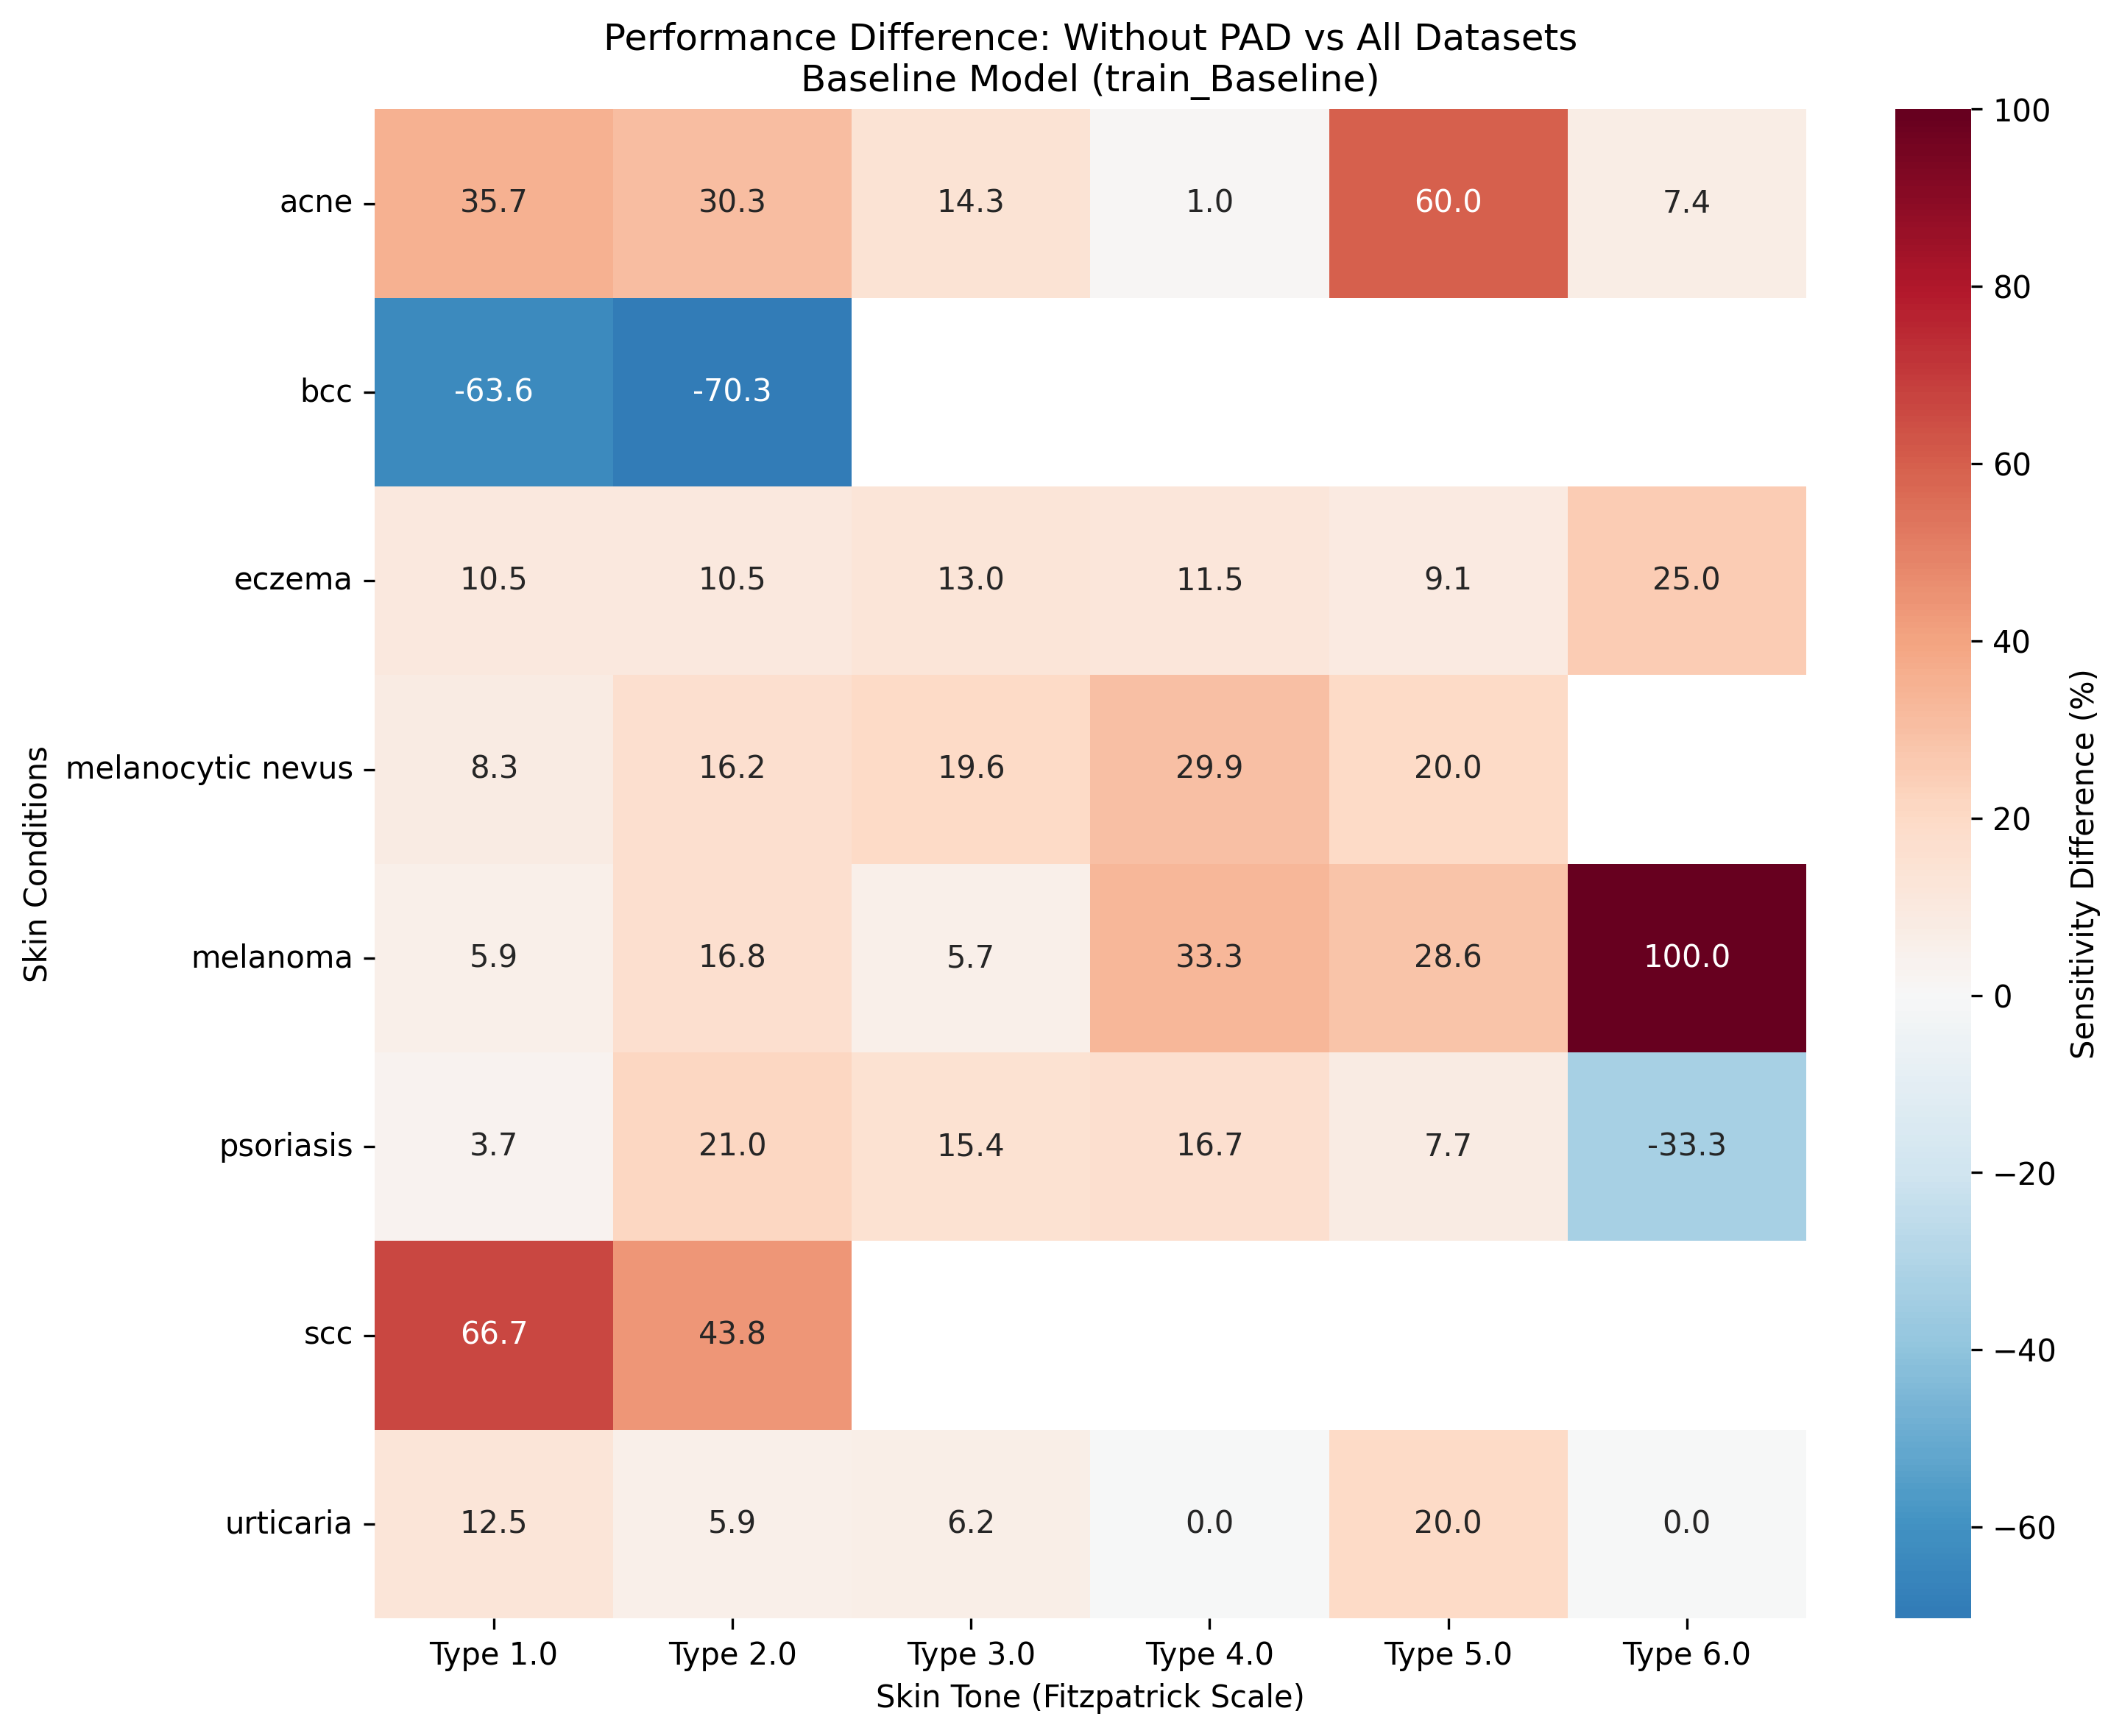 Performance Difference: Without PAD vs All Datasets
Baseline Model (train_Baseline)
Skin Conditions
acne 35.7 30.3 14.3 1.0 60.0 7.4
bcc -63.6 -70.3
eczema 10.5 10.5 13.0 11.5 9.1 25.0
melanocytic nevus 8.3 16.2 19.6 29.9 20.0
melanoma 5.9 16.8 5.7 33.3 28.6 100.0
psoriasis 3.7 21.0 15.4 16.7 7.7 -33.3
scc 66.7 43.8
urticaria 12.5 5.9 6.2 0.0 20.0 0.0
Type 1.0 Type 2.0 Type 3.0 Type 4.0 Type 5.0 Type 6.0
Skin Tone (Fitzpatrick Scale)
100
80
60
40
20
0
−20
−40
−60
Sensitivity Difference (%)